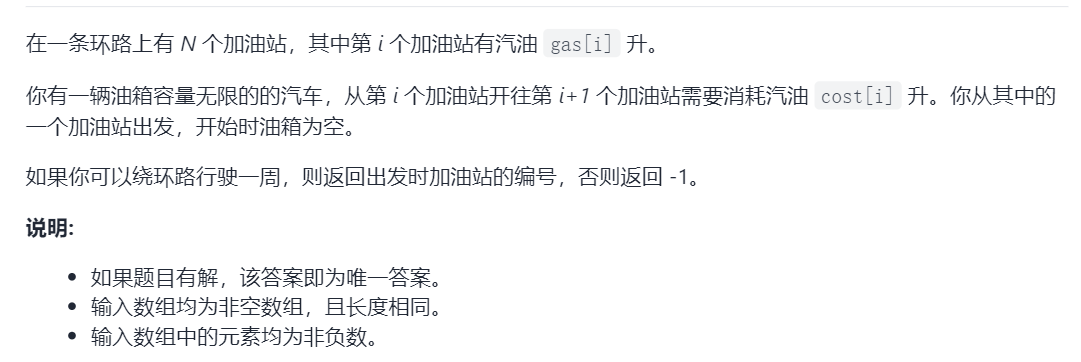 在一条环路上有 N 个加油站，其中第 i 个加油站有汽油 gas[i] 升。
你有一辆油箱容量无限的的汽车，从第 i 个加油站开往第 i+1 个加油站需要消耗汽油 cost[i] 升。你从其中的
一个加油站出发，开始时油箱为空。
如果你可以绕环路行驶一周，则返回出发时加油站的编号，否则返回 -1。
说明:
• 如果题目有解，该答案即为唯一答案。
• 输入数组均为非空数组，且长度相同。
• 输入数组中的元素均为非负数。